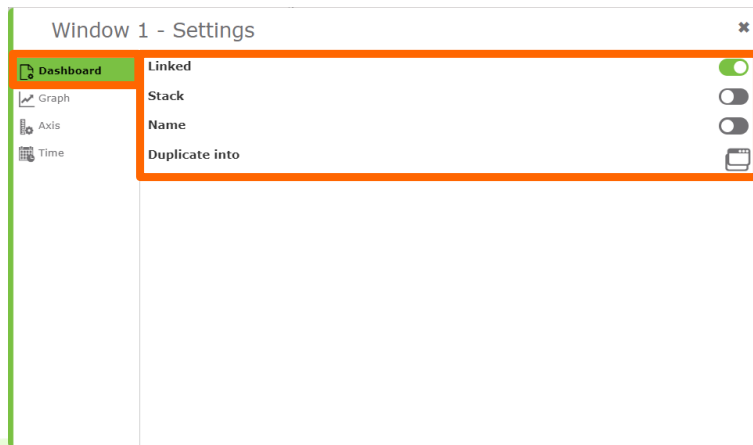 Window 1 - Settings
Dashboard
Graph
Axis
Time
Linked
Stack
Name
Duplicate into